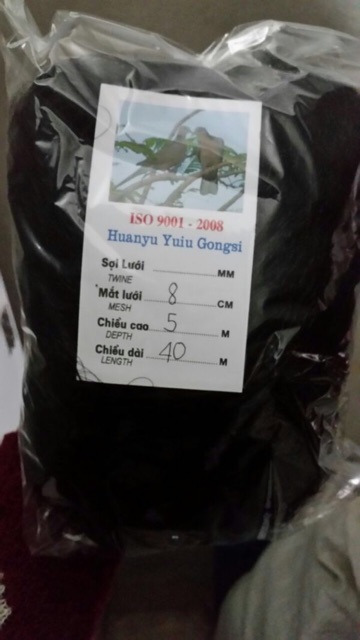 ISO 9001 - 2008
Huanyu Yuiu Gongsi
Sợi Lưới MM
TWINE
Mắt lưới 8 CM
MESH
Chiều cao 5 M
DEPTH
Chiều dài 40 M
LENGTH